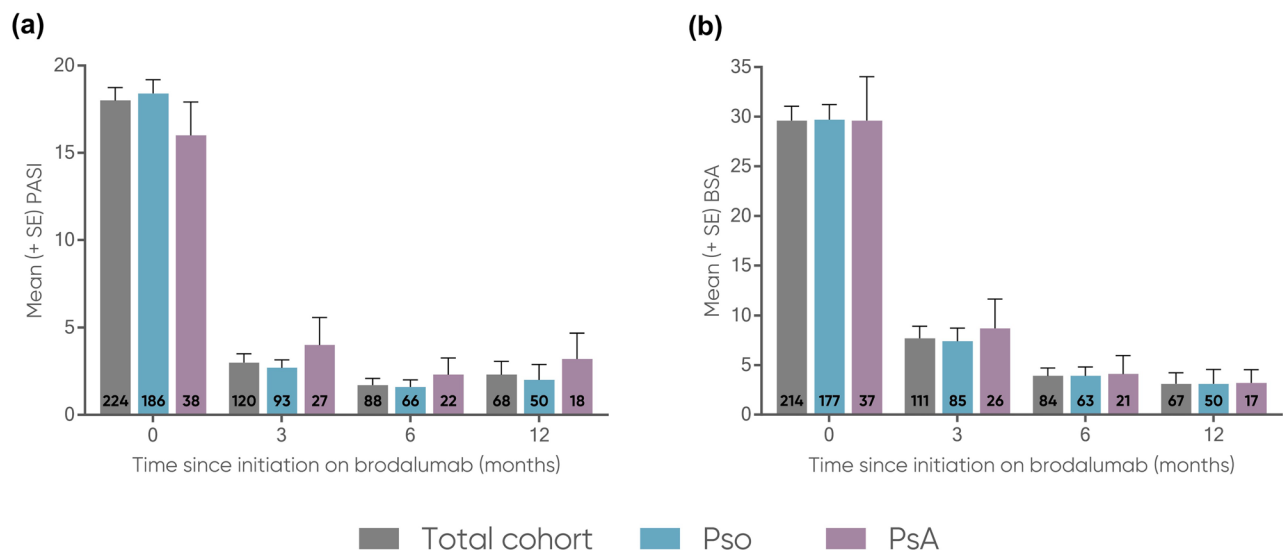 (a)
Mean (+ SE) PASI
20
15
10
5
0
224 186 38 120 93 27 88 66 22 68 50 18
0 3 6 12
Time since initiation on brodalumab (months)
(b)
Mean (+ SE) BSA
35
30
25
20
15
10
5
0
214 177 37 111 85 26 84 63 21 67 50 17
0 3 6 12
Time since initiation on brodalumab (months)
Total cohort Pso PsA